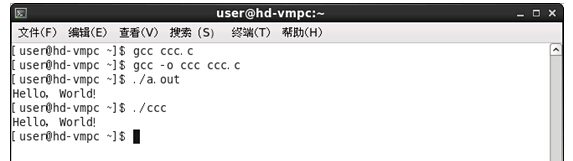 user@hd-vmpc:~
文件(F) 编辑(E) 查看(V) 搜索 (S) 终端(T) 帮助(H)
[user@hd-vmpc ~]$ gcc ccc.c
[user@hd-vmpc ~]$ gcc -o ccc ccc.c
[user@hd-vmpc ~]$ ./a.out
Hello, World!
[user@hd-vmpc ~]$ ./ccc
Hello, World!
[user@hd-vmpc ~]$